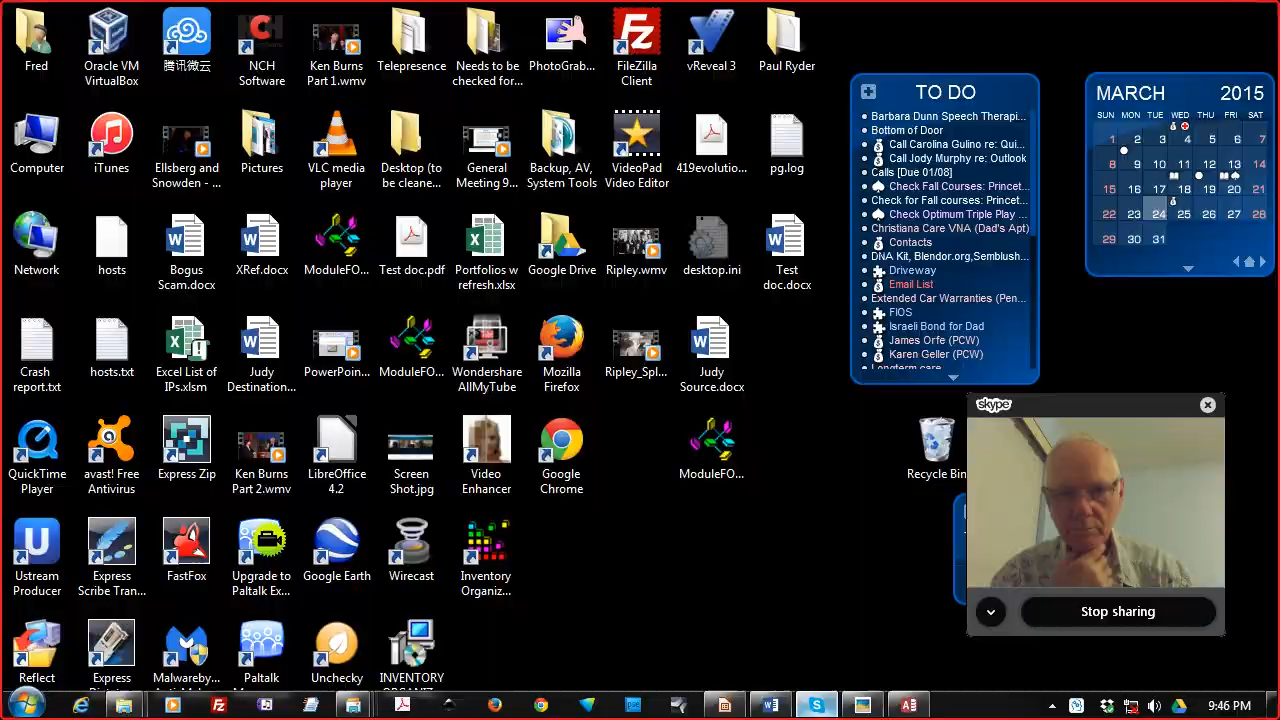 Fred
Oracle VM
VirtualBox
腾讯微云
NCH
Software
Ken Burns
Part 1.wmv
Telepresence
Needs to be
checked for...
PhotoGrab...
FileZilla
Client
vReveal 3
Paul Ryder
Computer
iTunes
Ellsberg and
Snowden - ...
Pictures
VLC media
player
Desktop (to
be cleane...
General
Meeting 9...
Backup, AV,
System Tools
VideoPad
Video Editor
419evolutio...
pg.log
Network
hosts
Bogus
Scam.docx
XRef.docx
ModuleFO...
Test doc.pdf
Portfolios w
refresh.xlsx
Google Drive
Ripley.wmv
desktop.ini
Test
doc.docx
Crash
report.txt
hosts.txt
Excel List of
IPs.xlsm
Judy
Destination...
PowerPoin...
ModuleFO...
Wondershare
AllMyTube
Mozilla
Firefox
Ripley_Spl...
Judy
Source.docx
QuickTime
Player
avast! Free
Antivirus
Express Zip
Ken Burns
Part 2.wmv
LibreOffice
4.2
Screen
Shot.jpg
Video
Enhancer
Google
Chrome
ModuleFO...
Recycle Bin
Ustream
Producer
Express
Scribe Tran...
FastFox
Upgrade to
Paltalk Ex...
Google Earth
Wirecast
Inventory
Organiz...
Reflect
Express
Malwareby...
Paltalk
Unchecky
INVENTORY
TO DO
Barbara Dunn Speech Therapi...
Bottom of Door
Call Carolina Gulino re: Qui...
Call Jody Murphy re: Outlook
Calls [Due 01/08]
Check Fall Courses: Princet...
Check for Fall courses: Princet...
Check Optimum Triple Play ...
Christiana Care VNA (Dad's Apt)
Contacts
DNA Kit, Blendor.org,Semblush...
Driveway
Email List
Extended Car Warranties (Pen...
FIOS
Israeli Bond for Dad
James Orfe (PCW)
Karen Geller (PCW)
Longterm care
MARCH 2015
SUN MON TUE WED THU FRI SAT
1 2 3 4 5 6 7
8 9 10 11 12 13 14
15 16 17 18 19 20 21
22 23 24 25 26 27 28
29 30 31
skype
Stop sharing
9:46 PM